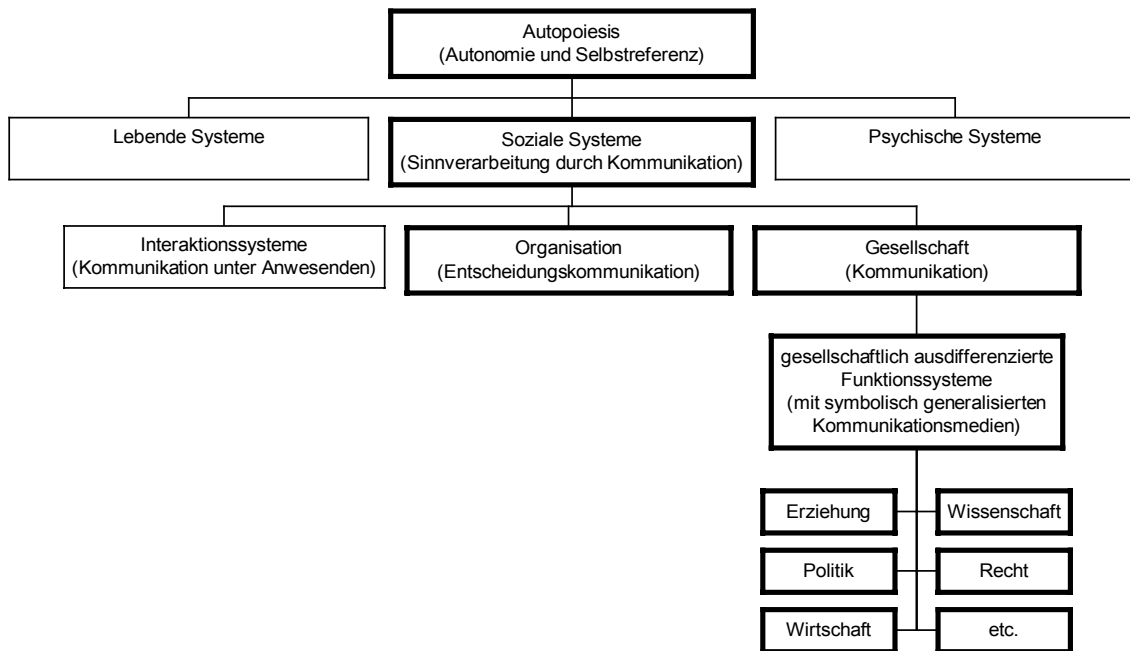 Autopoiesis
(Autonomie und Selbstreferenz)
Lebende Systeme
Soziale Systeme
(Sinnverarbeitung durch Kommunikation)
Psychische Systeme
Interaktionssysteme
(Kommunikation unter Anwesenden)
Organisation
(Entscheidungskommunikation)
Gesellschaft
(Kommunikation)
gesellschaftlich ausdifferenzierte
Funktionssysteme
(mit symbolisch generalisierten
Kommunikationsmedien)
Erziehung
Wissenschaft
Politik
Recht
Wirtschaft
etc.